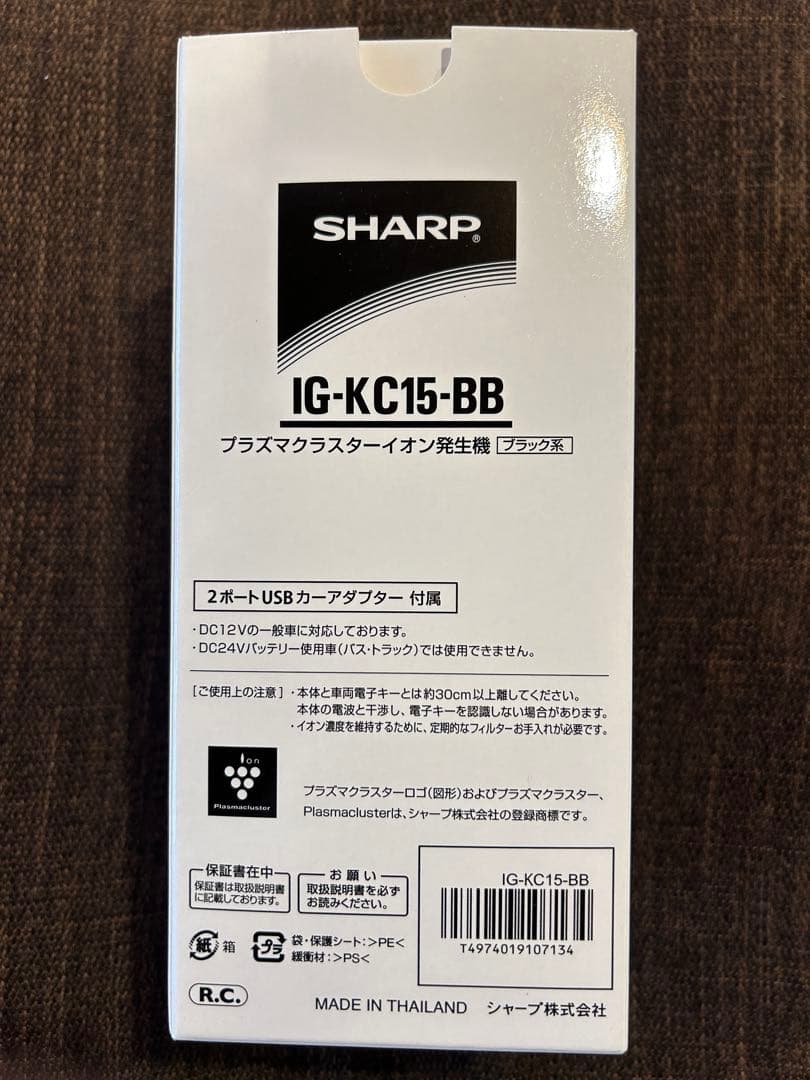 SHARP®
IG-KC15-BB
プラズマクラスターイオン発生機 ブラック系
2ポートUSBカーアダプター 付属
・DC12Vの一般車に対応しております。
・DC24Vバッテリー使用車(バス・トラック)では使用できません。
[ご使用上の注意]・本体と車両電子キーとは約30cm以上離してください。
本体の電波と干渉し、電子キーを認識しない場合があります。
・イオン濃度を維持するために、定期的なフィルターお手入れが必要です。
ion
Plasmacluster
プラズマクラスターロゴ(図形)およびプラズマクラスター、
Plasmaclusterは、シャープ株式会社の登録商標です。
保証書在中
保証書は取扱説明書
に記載しております。
お願い
取扱説明書を必ず
お読みください。
紙 箱
プラ 袋・保護シート:>PE<
緩衝材:>PS<
IG-KC15-BB
T4974019107134
R.C.
MADE IN THAILAND シャープ株式会社